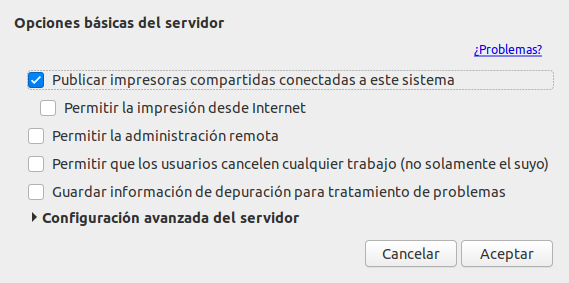 Opciones básicas del servidor
¿Problemas?
Publicar impresoras compartidas conectadas a este sistema
Permitir la impresión desde Internet
Permitir la administración remota
Permitir que los usuarios cancelen cualquier trabajo (no solamente el suyo)
Guardar información de depuración para tratamiento de problemas
Configuración avanzada del servidor
Cancelar Aceptar